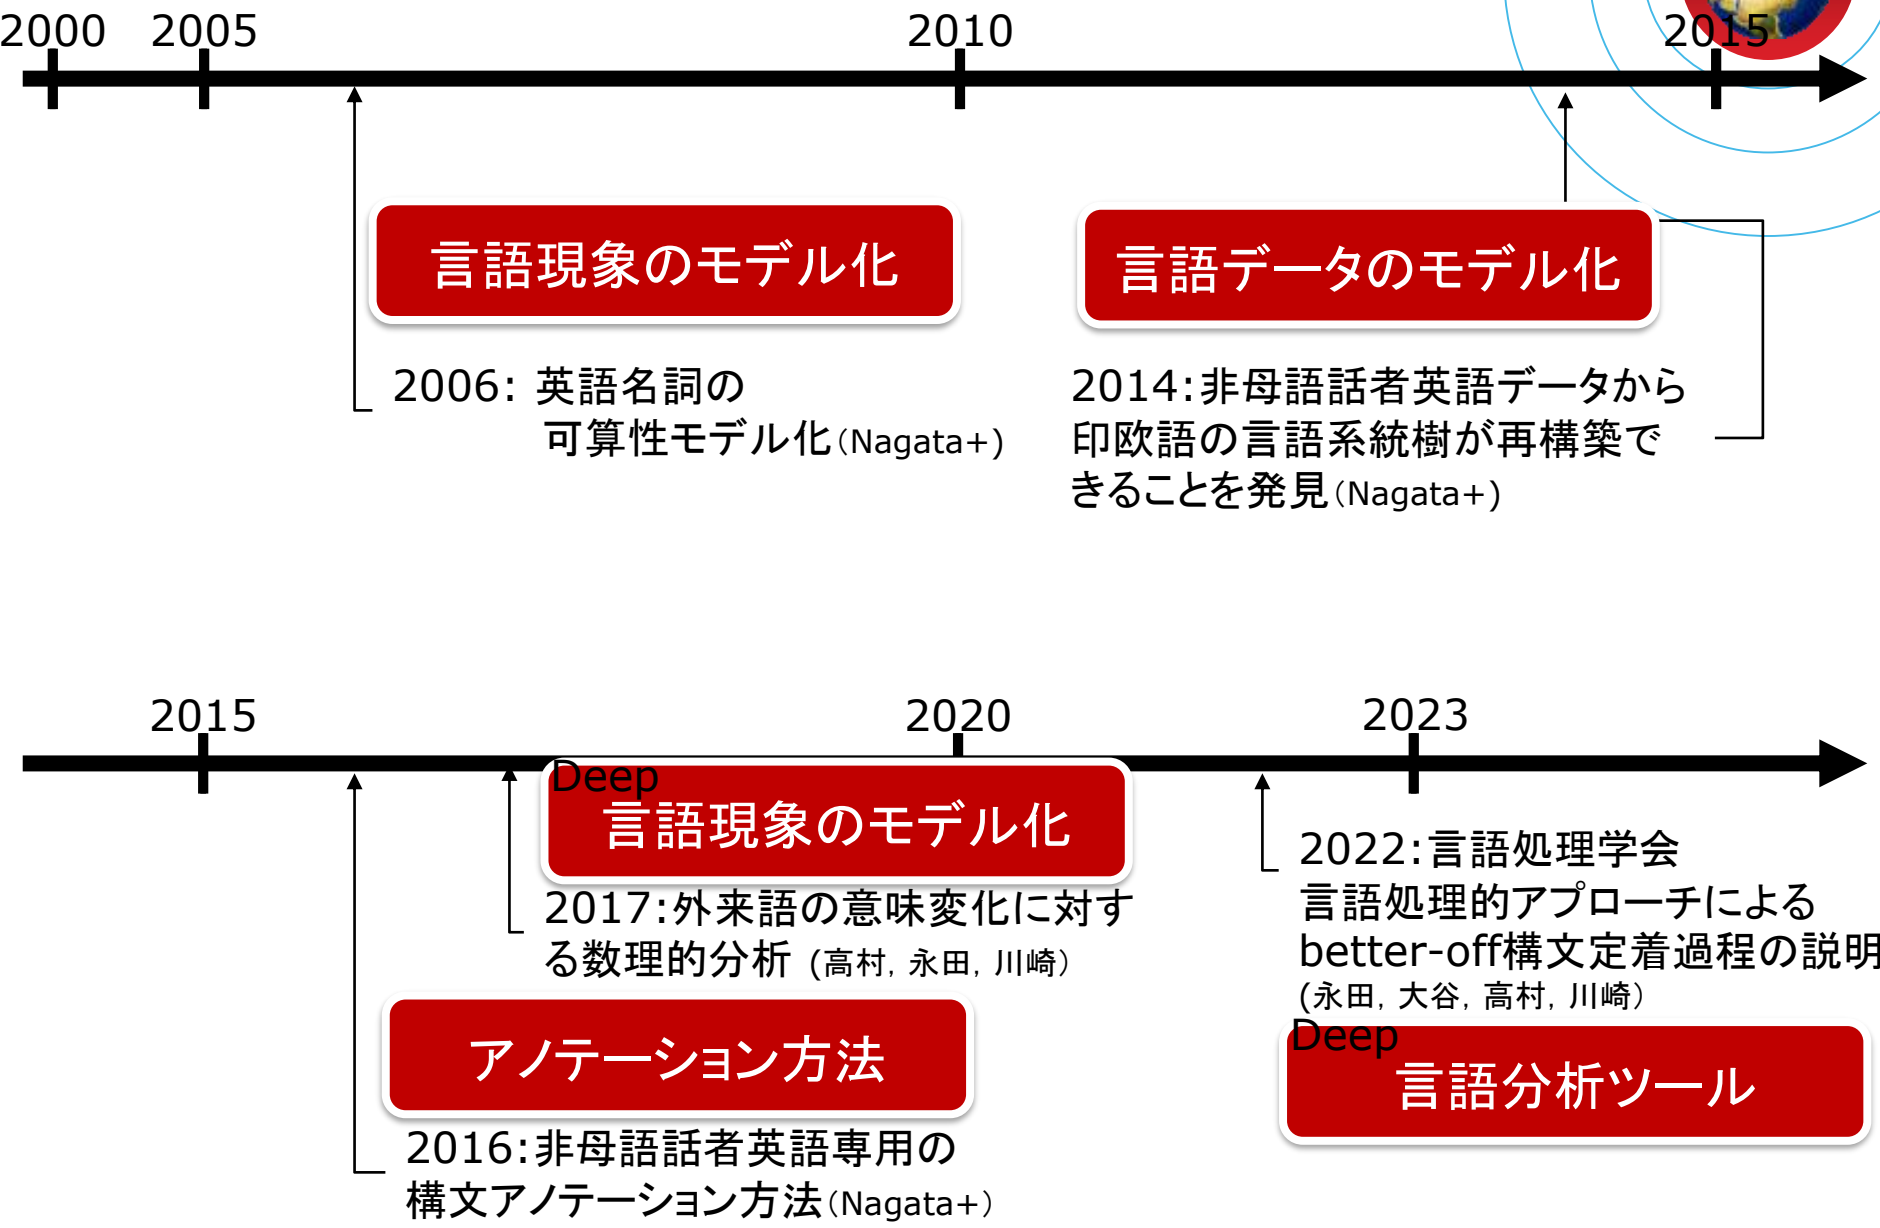 2000 2005 2010 2015
言語現象のモデル化
2006: 英語名詞の
可算性モデル化（Nagata+)
言語データのモデル化
2014:非母語話者英語データから
印欧語の言語系統樹が再構築で
きることを発見（Nagata+)
2015 2020 2023
Deep
言語現象のモデル化
2017:外来語の意味変化に対す
る数理的分析 (高村, 永田, 川崎）
アノテーション方法
2016:非母語話者英語専用の
構文アノテーション方法（Nagata+）
2022:言語処理学会
言語処理的アプローチによる
better-off構文定着過程の説明
(永田, 大谷, 高村, 川崎）
Deep
言語分析ツール